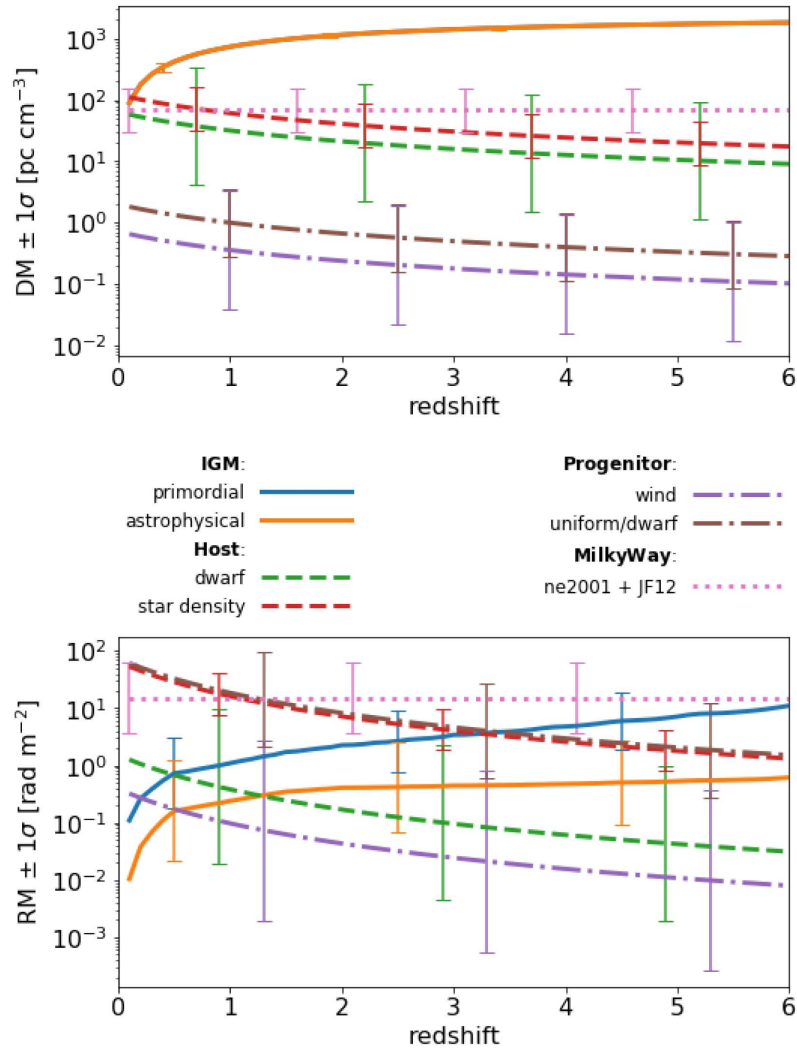 10³
10²
10¹
10⁰
10⁻¹
10⁻²
DM ± 1σ [pc cm⁻³]
0 1 2 3 4 5 6
redshift
IGM:
primordial
astrophysical
Host:
dwarf
star density
Progenitor:
wind
uniform/dwarf
MilkyWay:
ne2001 + JF12
10²
10¹
10⁰
10⁻¹
10⁻²
10⁻³
RM ± 1σ [rad m⁻²]
0 1 2 3 4 5 6
redshift